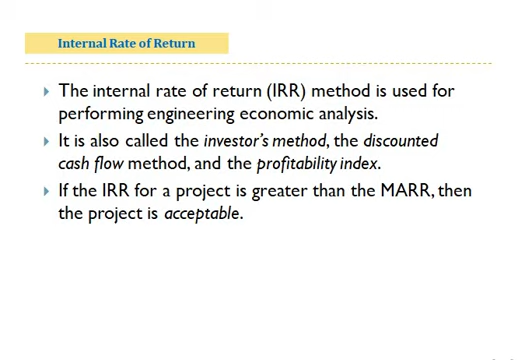 Internal Rate of Return
The internal rate of return (IRR) method is used for
performing engineering economic analysis.
It is also called the investor's method, the discounted
cash flow method, and the profitability index.
If the IRR for a project is greater than the MARR, then
the project is acceptable.